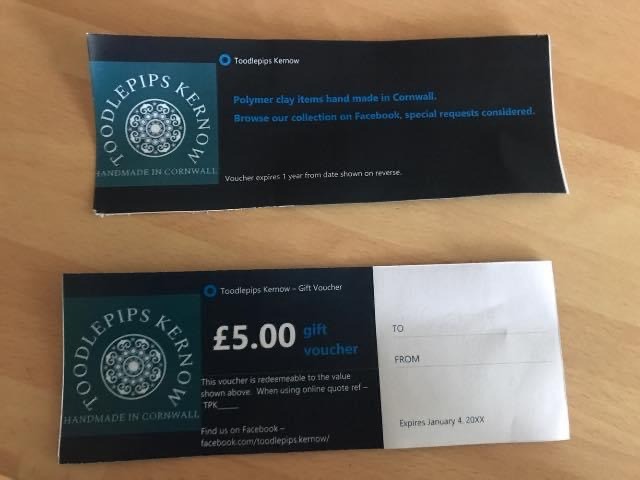 TOODLEPIPS KERNOW
HANDMADE IN CORNWALL
Toodlepips Kernow
Polymer clay items hand made in Cornwall.
Browse our collection on Facebook, special requests considered.
Voucher expires 1 year from date shown on reverse.
TOODLEPIPS KERNOW
HANDMADE IN CORNWALL
Toodlepips Kernow – Gift Voucher
£5.00 gift
voucher
This voucher is redeemeable to the value
shown above. When using online quote ref –
TPK_____
Find us on Facebook –
facebook.com/toodlepips.kernow/
TO
FROM
Expires January 4, 20XX